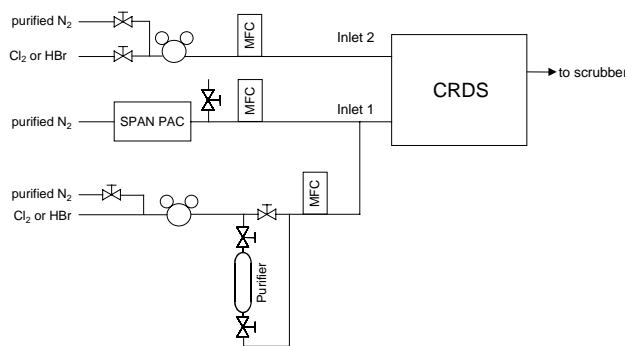 purified N₂
MFC
Inlet 2
Cl₂ or HBr
CRDS
to scrubber
MFC
Inlet 1
purified N₂
SPAN PAC
purified N₂
MFC
Cl₂ or HBr
Purifier